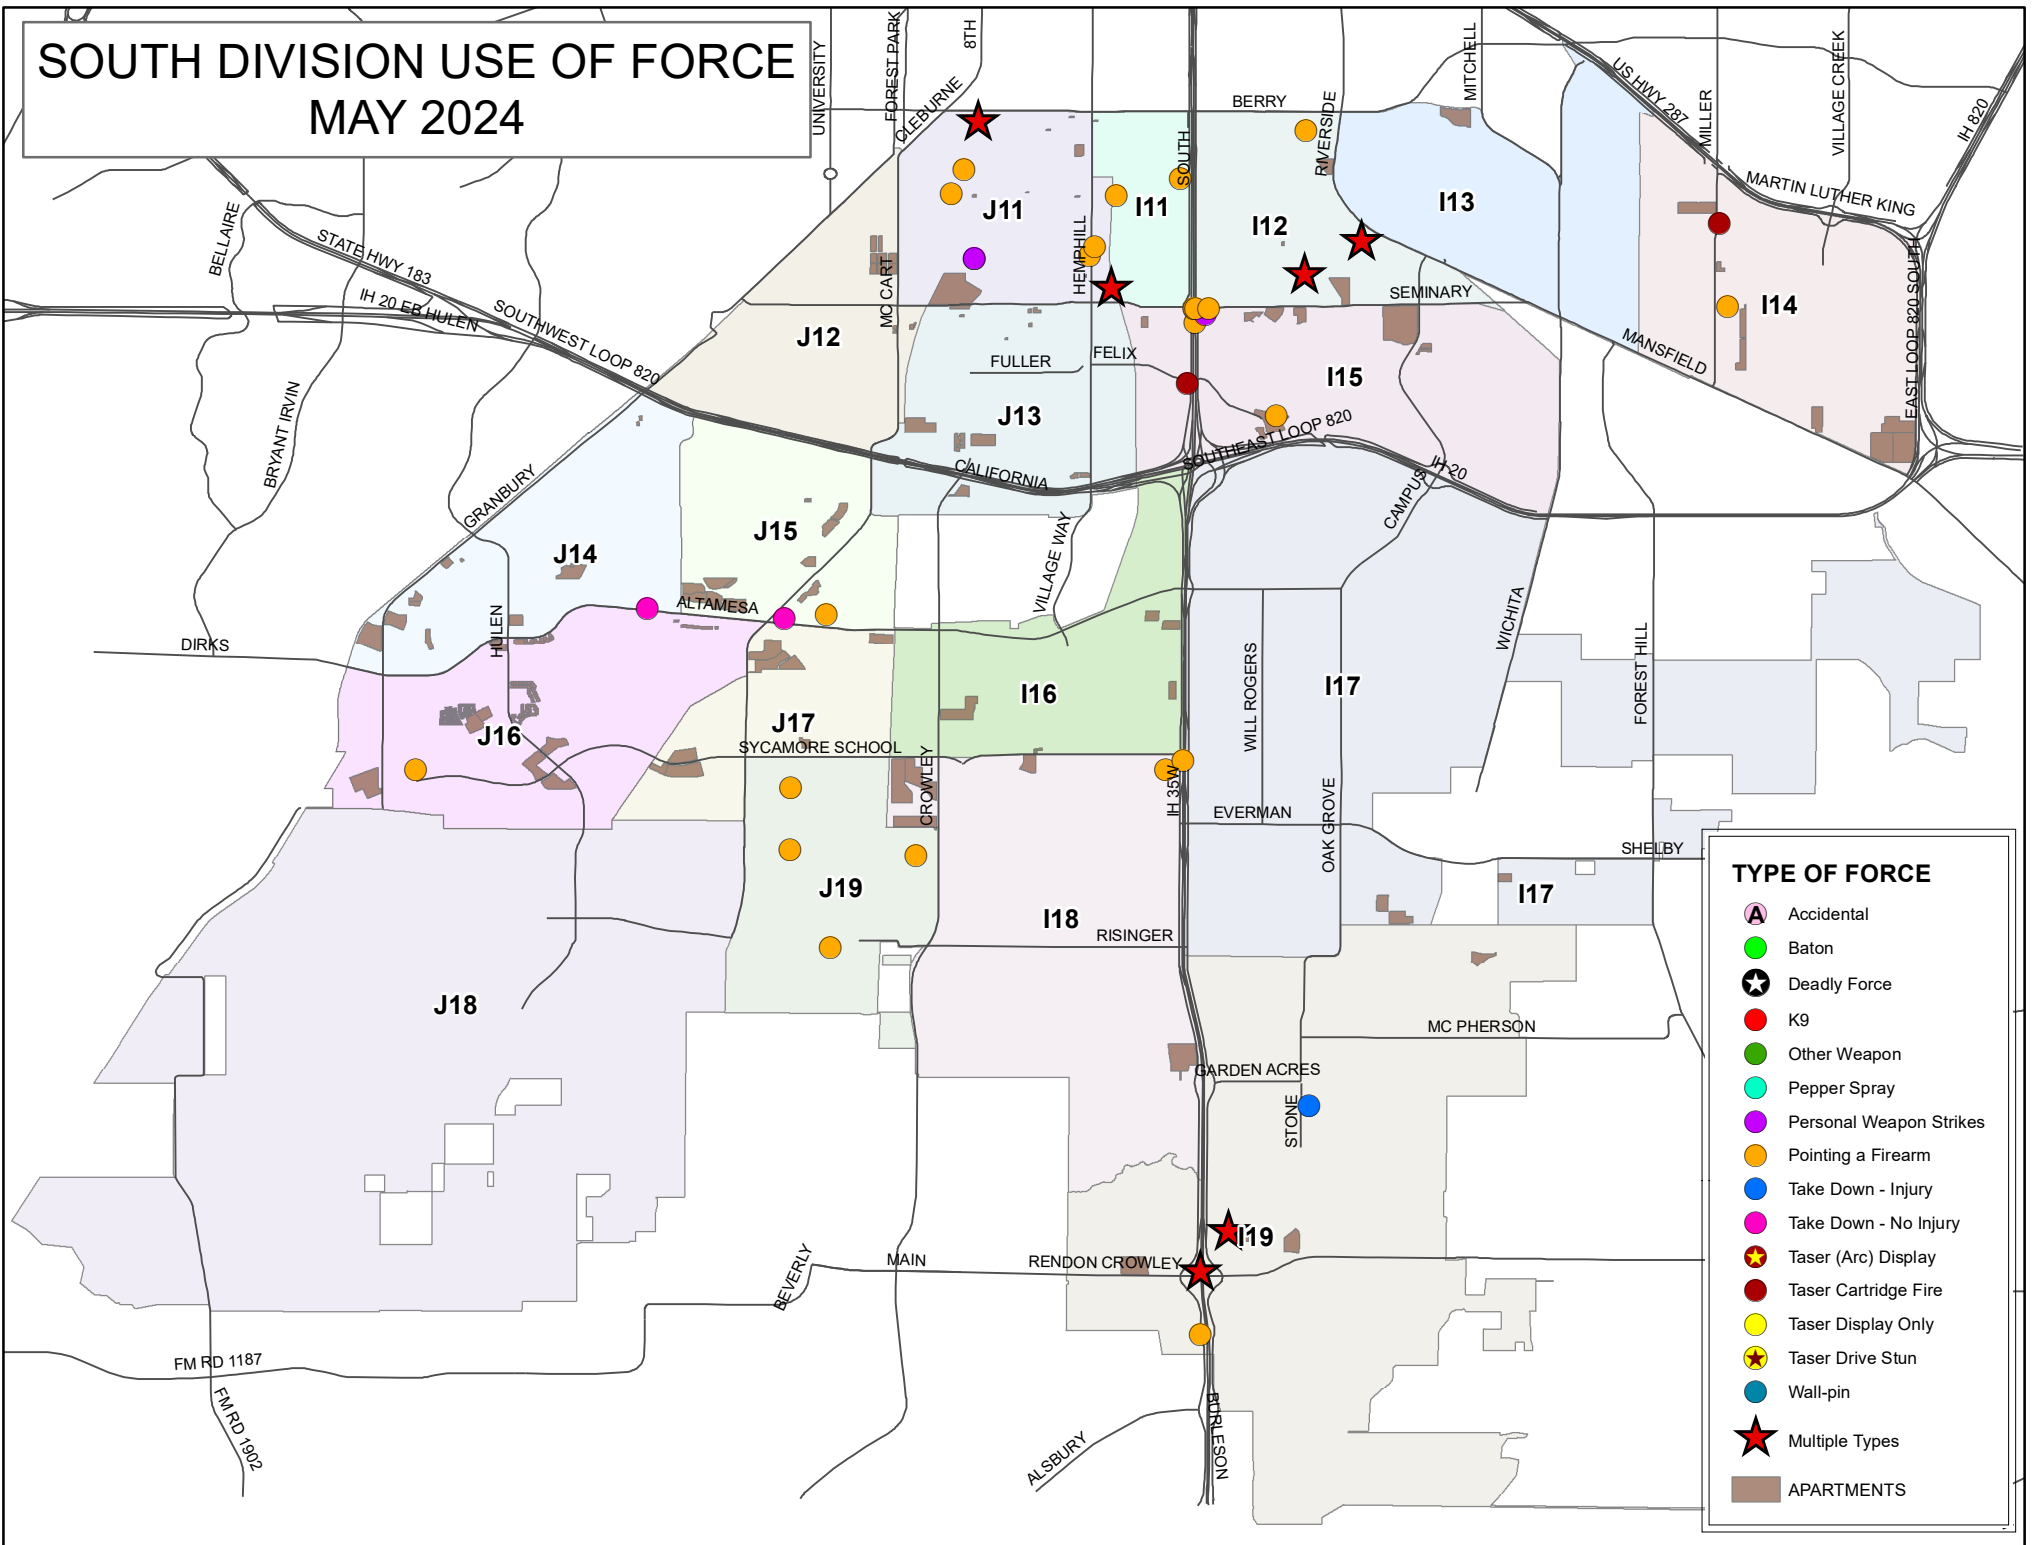 SOUTH DIVISION USE OF FORCE
MAY 2024
UNIVERSITY
FOREST PARK
8TH
CLEBURNE
BERRY
RIVERSIDE
MITCHELL
US HWY 287
MILLER
VILLAGE CREEK
IH 820
MARTIN LUTHER KING
SOUTH
BELLAIRE
STATE HWY 183
IH 20 EB HULEN
SOUTHWEST LOOP 820
MC CART
HEMPHILL
J11
I11
I12
I13
I14
SEMINARY
MANSFIELD
EAST LOOP 820 SOUTH
J12
FULLER
FELIX
I15
J13
BRYANT IRVIN
GRANBURY
CALIFORNIA
SOUTHEAST LOOP 820
IH 20
CAMPUS
J15
J14
VILLAGE WAY
ALTAMESA
HULEN
DIRKS
WICHITA
FOREST HILL
WILL ROGERS
I17
I16
J17
J16
SYCAMORE SCHOOL
CROWLEY
IH 35W
EVERMAN
OAK GROVE
SHELBY
I17
J19
I18
RISINGER
J18
MC PHERSON
GARDEN ACRES
STONE
I19
RENDON CROWLEY
MAIN
BEVERLY
FM RD 1187
FM RD 1902
ALSBURY
BURLESON
TYPE OF FORCE
A Accidental
Baton
Deadly Force
K9
Other Weapon
Pepper Spray
Personal Weapon Strikes
Pointing a Firearm
Take Down - Injury
Take Down - No Injury
Taser (Arc) Display
Taser Cartridge Fire
Taser Display Only
Taser Drive Stun
Wall-pin
Multiple Types
APARTMENTS